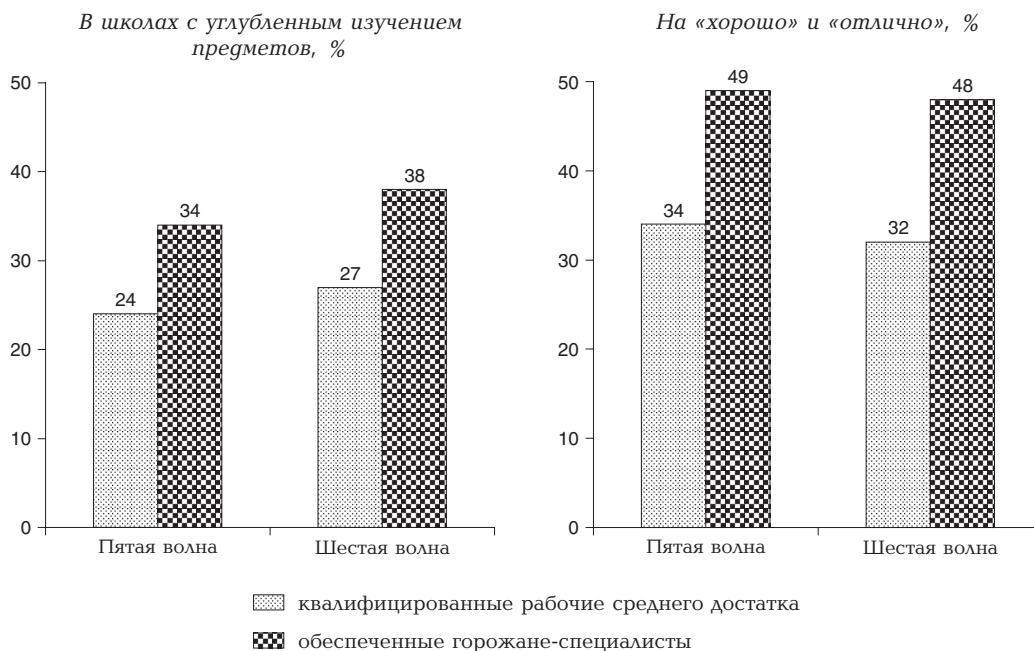 В школах с углубленным изучением
предметов, %
50
40
30
20
10
0
24
34
27
38
Пятая волна
Шестая волна
На «хорошо» и «отлично», %
50
40
30
20
10
0
34
49
32
48
Пятая волна
Шестая волна
квалифицированные рабочие среднего достатка
обеспеченные горожане-специалисты